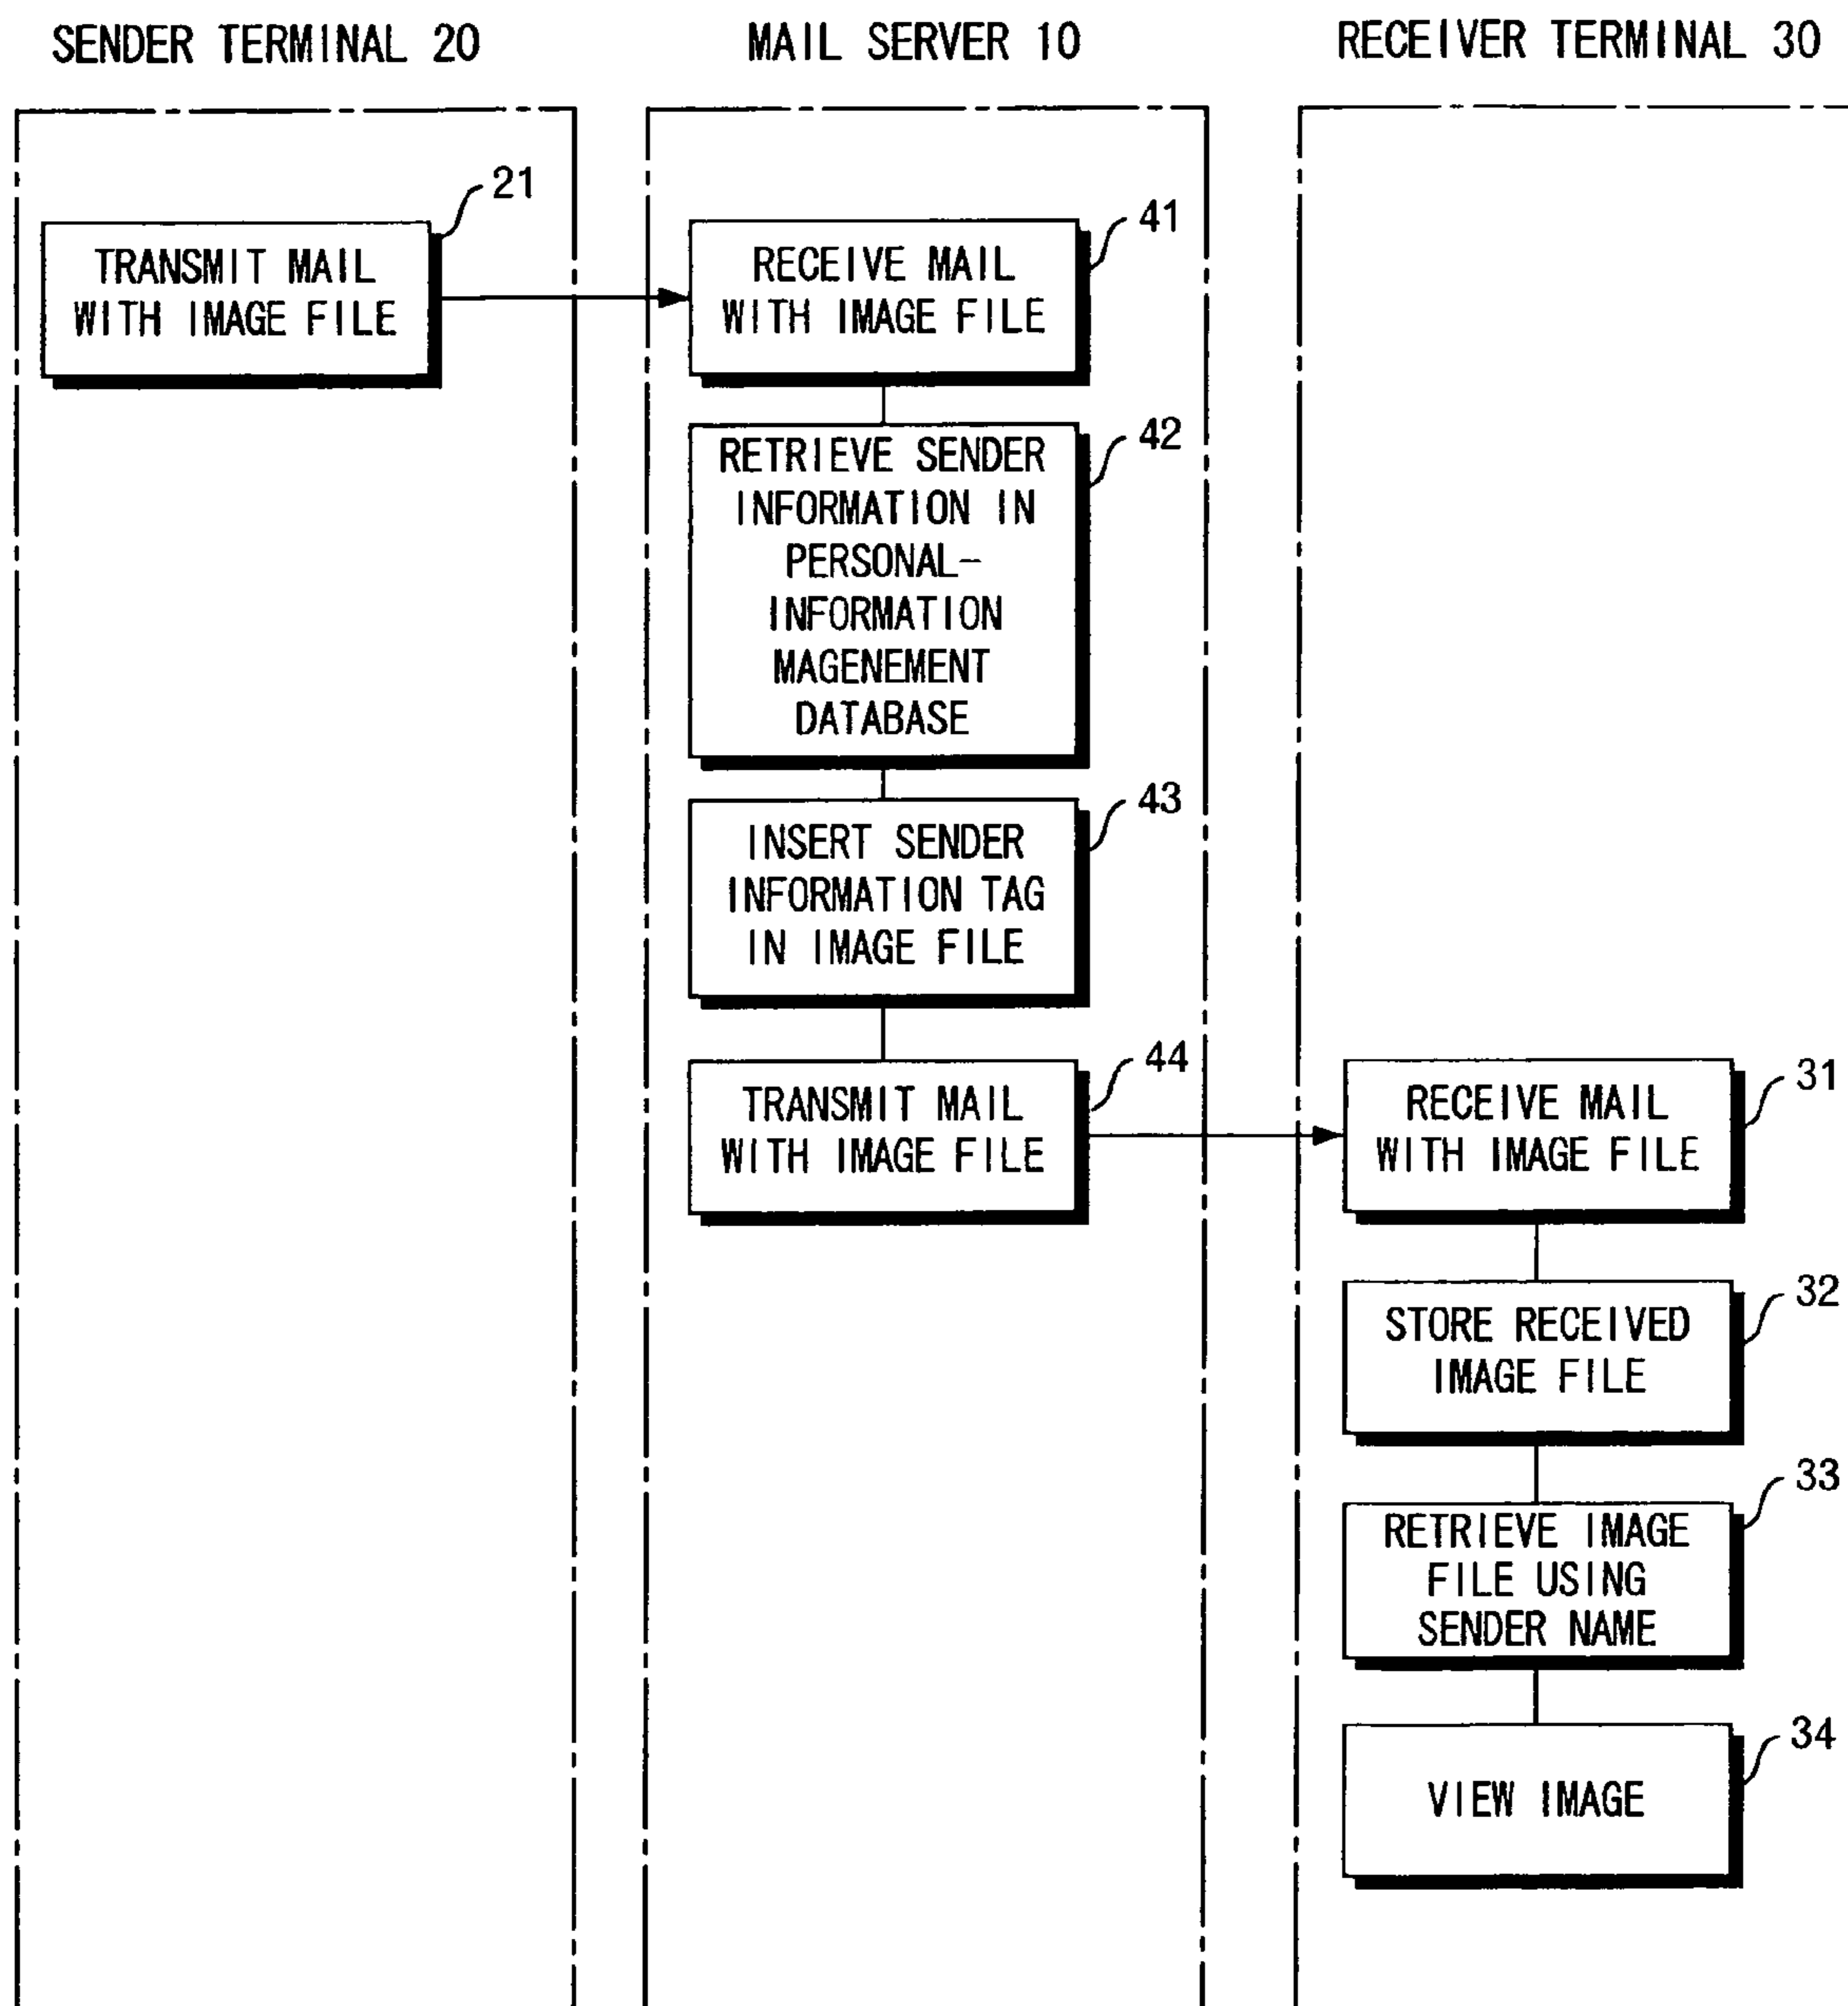 SENDER TERMINAL 20
MAIL SERVER 10
RECEIVER TERMINAL 30
21
TRANSMIT MAIL
WITH IMAGE FILE
41
RECEIVE MAIL
WITH IMAGE FILE
42
RETRIEVE SENDER
INFORMATION IN
PERSONAL-
INFORMATION
MAGENEMENT
DATABASE
43
INSERT SENDER
INFORMATION TAG
IN IMAGE FILE
44
TRANSMIT MAIL
WITH IMAGE FILE
31
RECEIVE MAIL
WITH IMAGE FILE
32
STORE RECEIVED
IMAGE FILE
33
RETRIEVE IMAGE
FILE USING
SENDER NAME
34
VIEW IMAGE